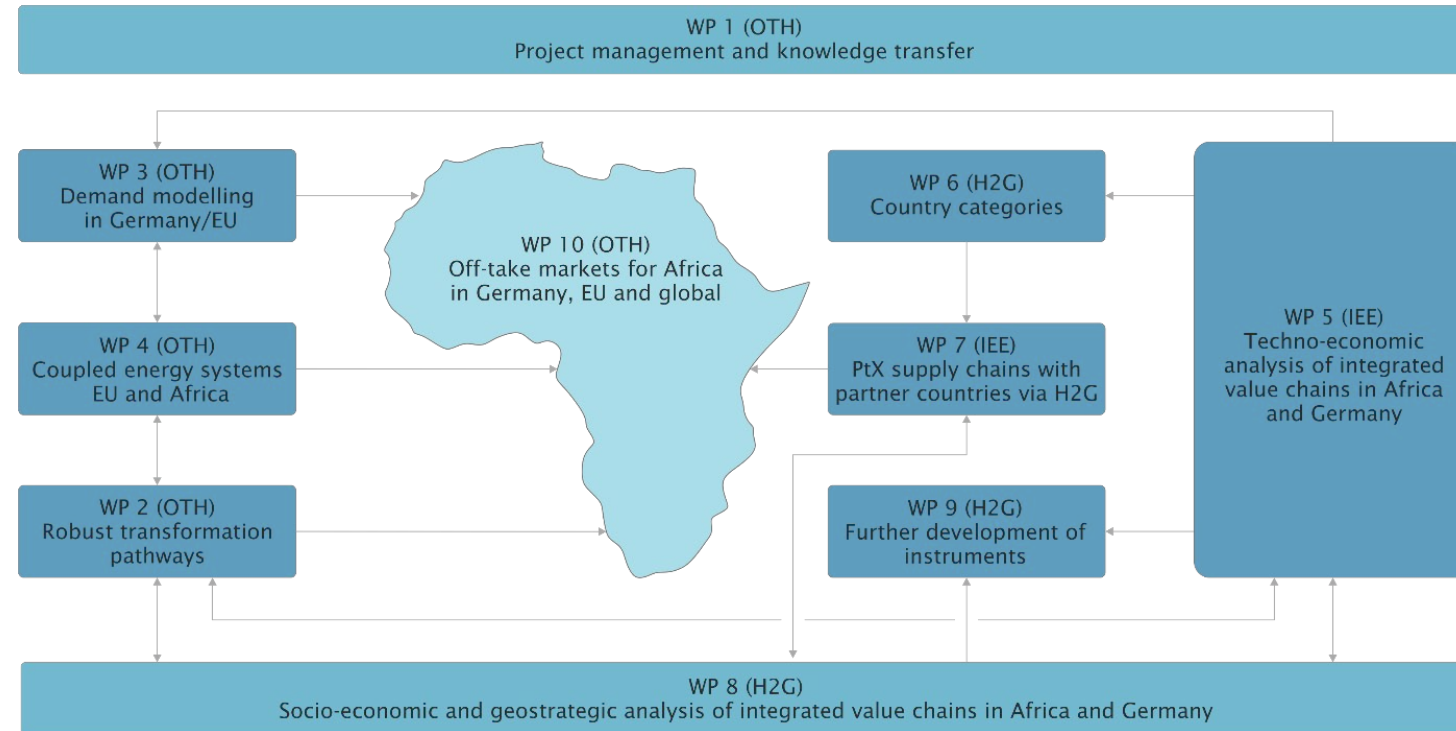 WP 1 (OTH)
Project management and knowledge transfer
WP 3 (OTH)
Demand modelling
in Germany/EU
WP 10 (OTH)
Off-take markets for Africa
in Germany, EU and global
WP 6 (H2G)
Country categories
WP 5 (IEE)
Techno-economic
analysis of integrated
value chains in Africa
and Germany
WP 4 (OTH)
Coupled energy systems
EU and Africa
WP 7 (IEE)
PtX supply chains with
partner countries via H2G
WP 2 (OTH)
Robust transformation
pathways
WP 9 (H2G)
Further development of
instruments
WP 8 (H2G)
Socio-economic and geostrategic analysis of integrated value chains in Africa and Germany